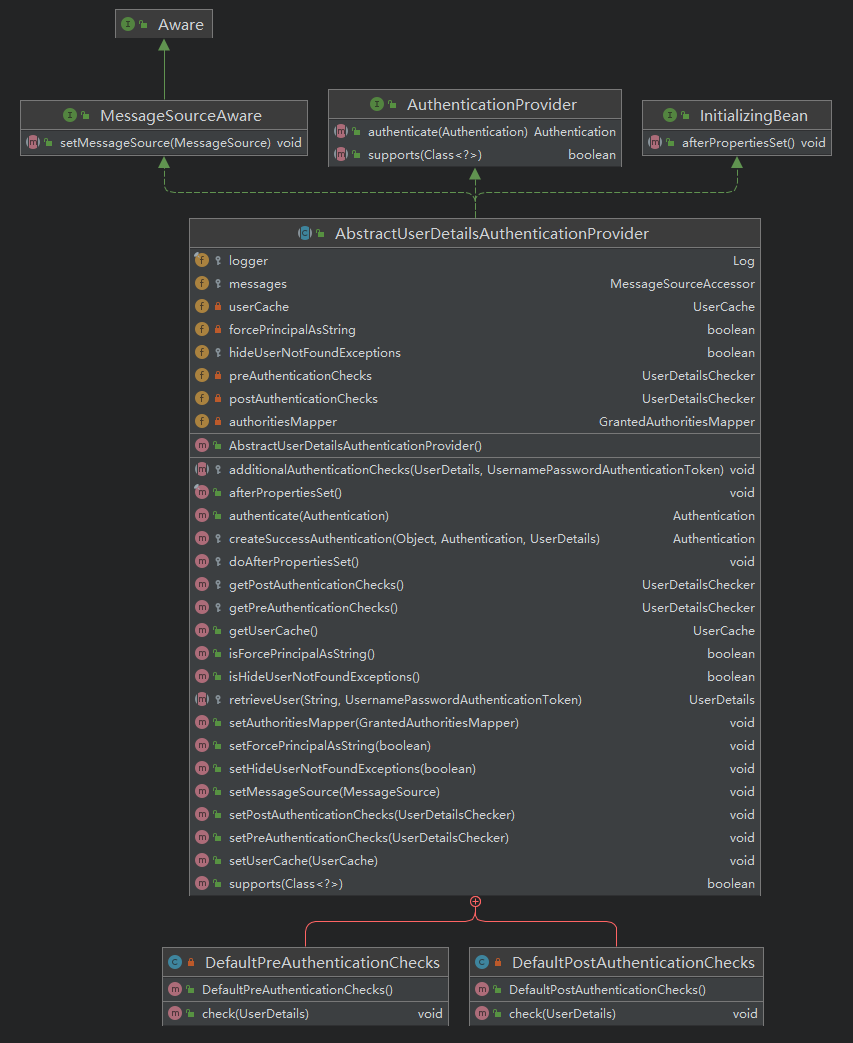 Aware
MessageSourceAware
setMessageSource(MessageSource) void
AuthenticationProvider
authenticate(Authentication) Authentication
supports(Class<?>) boolean
InitializingBean
afterPropertiesSet() void
AbstractUserDetailsAuthenticationProvider
logger Log
messages MessageSourceAccessor
userCache UserCache
forcePrincipalAsString boolean
hideUserNotFoundExceptions boolean
preAuthenticationChecks UserDetailsChecker
postAuthenticationChecks UserDetailsChecker
authoritiesMapper GrantedAuthoritiesMapper
AbstractUserDetailsAuthenticationProvider()
additionalAuthenticationChecks(UserDetails, UsernamePasswordAuthenticationToken) void
afterPropertiesSet() void
authenticate(Authentication) Authentication
createSuccessAuthentication(Object, Authentication, UserDetails) Authentication
doAfterPropertiesSet() void
getPostAuthenticationChecks() UserDetailsChecker
getPreAuthenticationChecks() UserDetailsChecker
getUserCache() UserCache
isForcePrincipalAsString() boolean
isHideUserNotFoundExceptions() boolean
retrieveUser(String, UsernamePasswordAuthenticationToken) UserDetails
setAuthoritiesMapper(GrantedAuthoritiesMapper) void
setForcePrincipalAsString(boolean) void
setHideUserNotFoundExceptions(boolean) void
setMessageSource(MessageSource) void
setPostAuthenticationChecks(UserDetailsChecker) void
setPreAuthenticationChecks(UserDetailsChecker) void
setUserCache(UserCache) void
supports(Class<?>) boolean
DefaultPreAuthenticationChecks
DefaultPreAuthenticationChecks()
check(UserDetails) void
DefaultPostAuthenticationChecks
DefaultPostAuthenticationChecks()
check(UserDetails) void